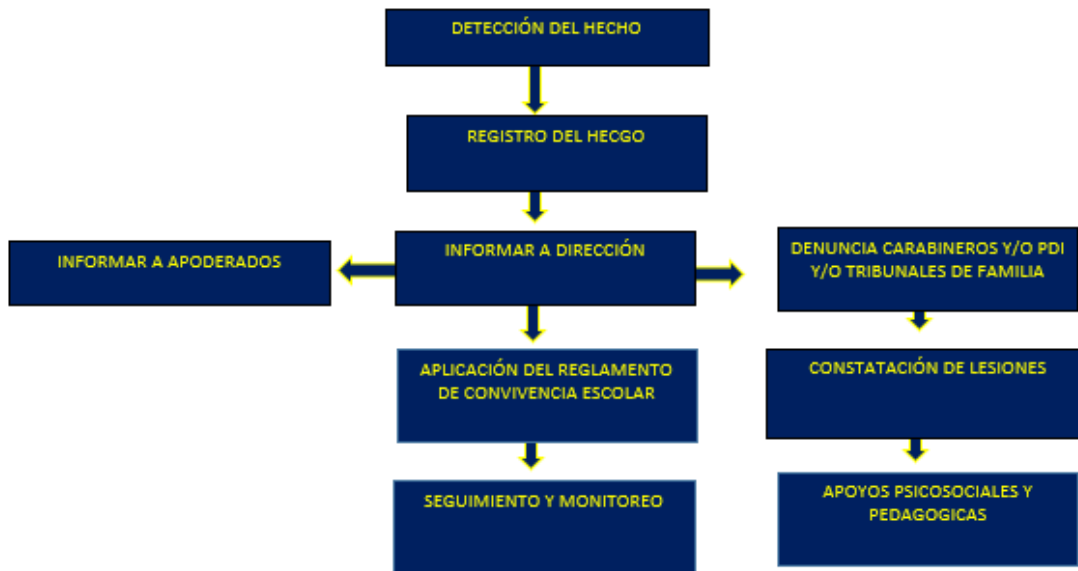 DETECCIÓN DEL HECHO
REGISTRO DEL HECGO
INFORMAR A APODERADOS
INFORMAR A DIRECCIÓN
DENUNCIA CARABINEROS Y/O PDI
Y/O TRIBUNALES DE FAMILIA
APLICACIÓN DEL REGLAMENTO
DE CONVIVENCIA ESCOLAR
CONSTATACIÓN DE LESIONES
SEGUIMIENTO Y MONITOREO
APOYOS PSICOSOCIALES Y
PEDAGOGICAS